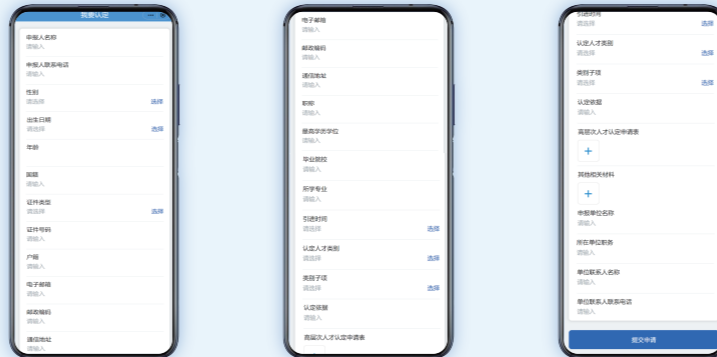 我要认定
申报人名称
请输入
申报人联系电话
请输入
性别
请选择
选择
出生日期
请选择
选择
年龄
国籍
请输入
证件类型
请选择
选择
证件号码
请输入
户籍
请输入
电子邮箱
请输入
邮政编码
请输入
通信地址
请输入
电子邮箱
请输入
邮政编码
请输入
通信地址
请输入
职称
请输入
最高学历学位
请输入
毕业院校
请输入
所学专业
请输入
引进时间
请选择
选择
认定人才类别
请选择
选择
类别子项
请选择
选择
认定依据
请输入
高层次人才认定申请表
引进时间
请选择
选择
认定人才类别
请选择
选择
类别子项
请选择
选择
认定依据
请输入
高层次人才认定申请表
+
其他相关材料
+
申报单位名称
请输入
所在单位职务
请输入
单位联系人名称
请输入
单位联系人联系电话
请输入
提交申请